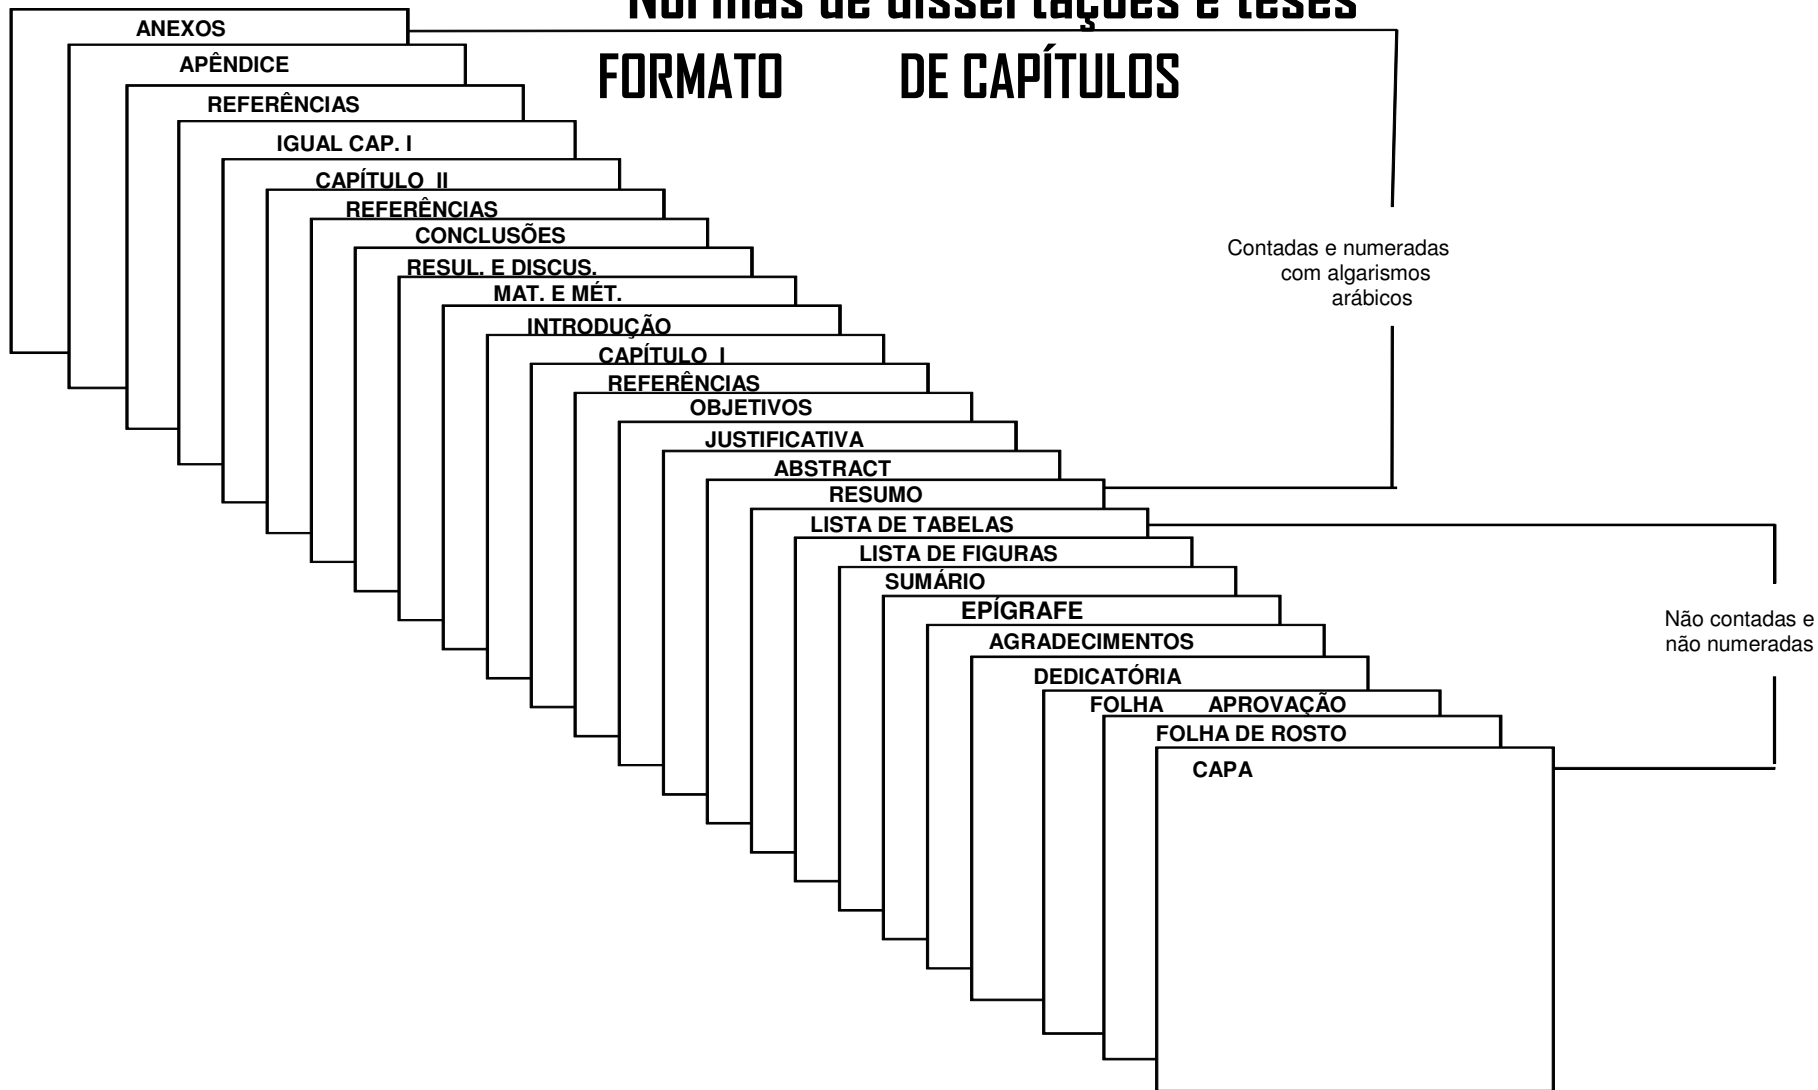 Normas de dissertações e teses
FORMATO DE CAPÍTULOS
ANEXOS
APÊNDICE
REFERÊNCIAS
IGUAL CAP. I
CAPÍTULO II
REFERÊNCIAS
CONCLUSÕES
RESUL. E DISCUS.
MAT. E MÉT.
INTRODUÇÃO
CAPÍTULO I
REFERÊNCIAS
OBJETIVOS
JUSTIFICATIVA
ABSTRACT
RESUMO
LISTA DE TABELAS
LISTA DE FIGURAS
SUMÁRIO
EPÍGRAFE
AGRADECIMENTOS
DEDICATÓRIA
FOLHA APROVAÇÃO
FOLHA DE ROSTO
CAPA
Contadas e numeradas
com algarismos
arábicos
Não contadas e
não numeradas